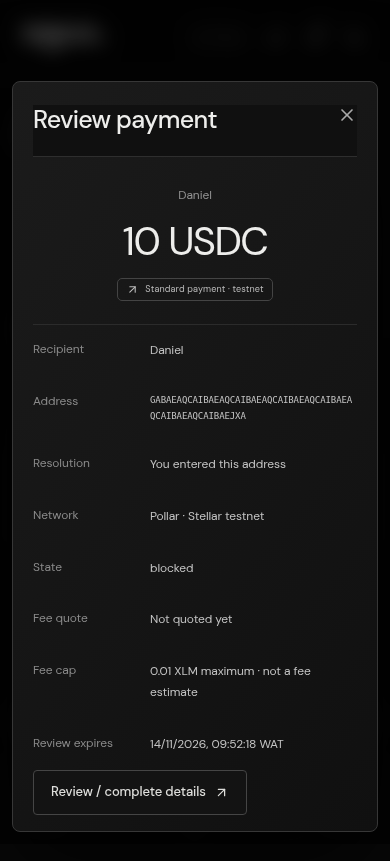 Review payment
Daniel
10 USDC
Standard payment · testnet
Recipient
Daniel
Address
GABAEAQCAIBAEAQCAIBAEAQCAIBAEAQCAIBAEA
QCAIBAEAQCAIBAEJXA
Resolution
You entered this address
Network
Pollar · Stellar testnet
State
blocked
Fee quote
Not quoted yet
Fee cap
0.01 XLM maximum · not a fee
estimate
Review expires
14/11/2026, 09:52:18 WAT
Review / complete details